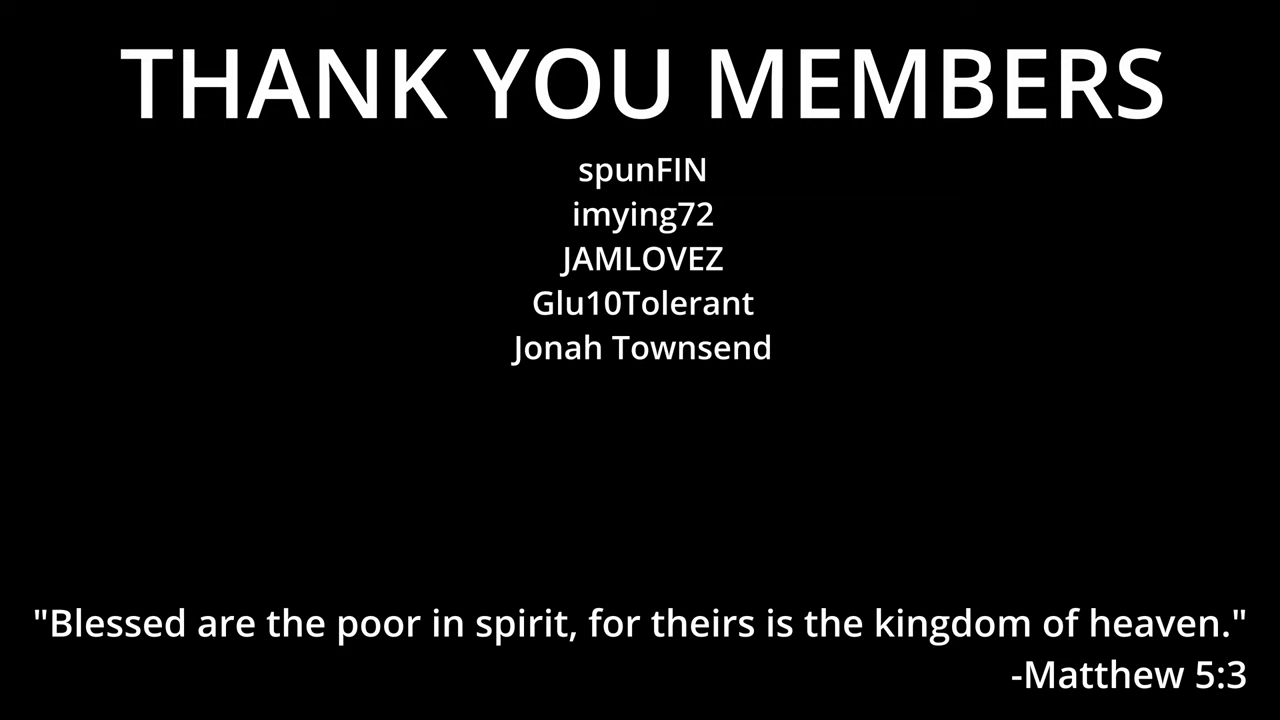 THANK YOU MEMBERS
spunFIN
imying72
JAMLOVEZ
Glu10Tolerant
Jonah Townsend
"Blessed are the poor in spirit, for theirs is the kingdom of heaven."
-Matthew 5:3